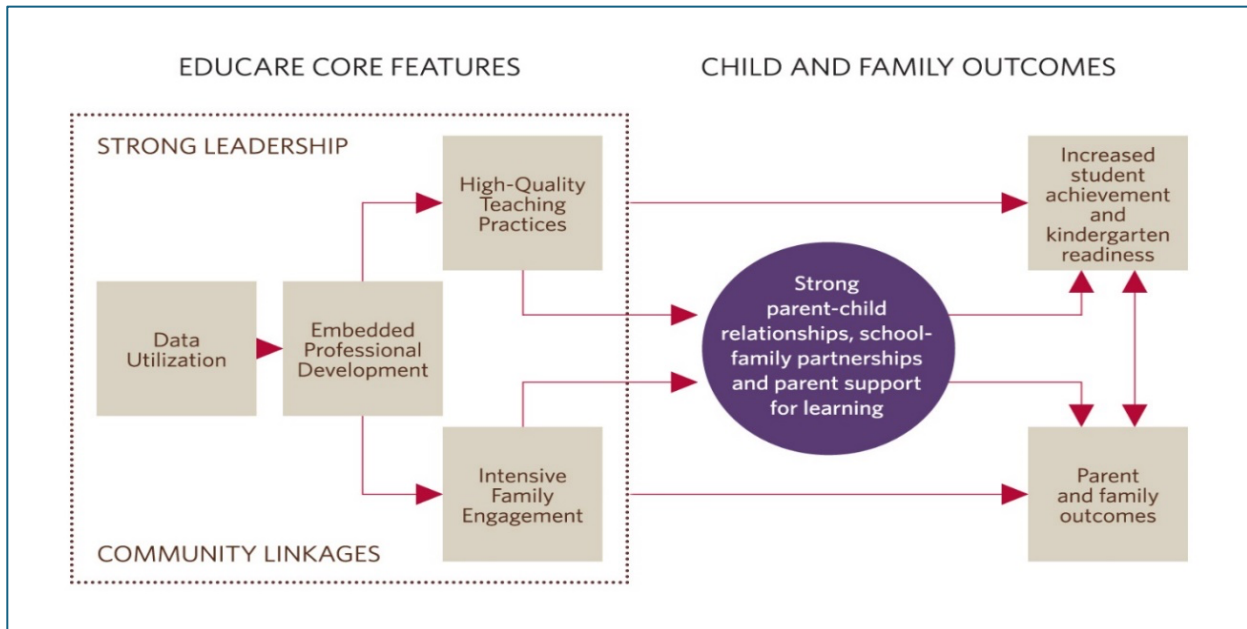 EDUCARE CORE FEATURES
CHILD AND FAMILY OUTCOMES
STRONG LEADERSHIP
High-Quality
Teaching
Practices
Data
Utilization
Embedded
Professional
Development
Intensive
Family
Engagement
COMMUNITY LINKAGES
Strong
parent-child
relationships, school-
family partnerships
and parent support
for learning
Increased
student
achievement
and
kindergarten
readiness
Parent
and family
outcomes